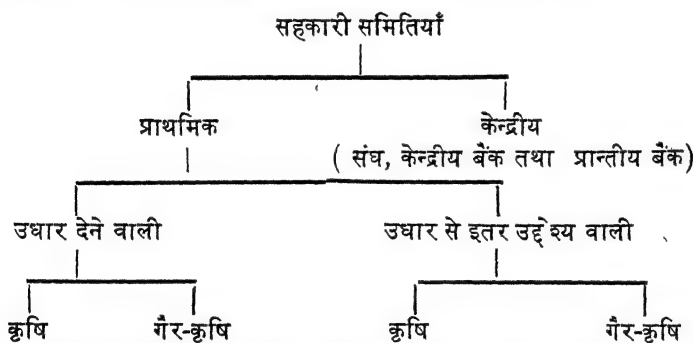 सहकारी समितियाँ
प्राथमिक केन्द्रीय
( संघ, केन्द्रीय बैंक तथा प्रान्तीय बैंक)
उधार देने वाली उधार से इतर उद्देश्य वाली
कृषि गैर-कृषि कृषि गैर-कृषि